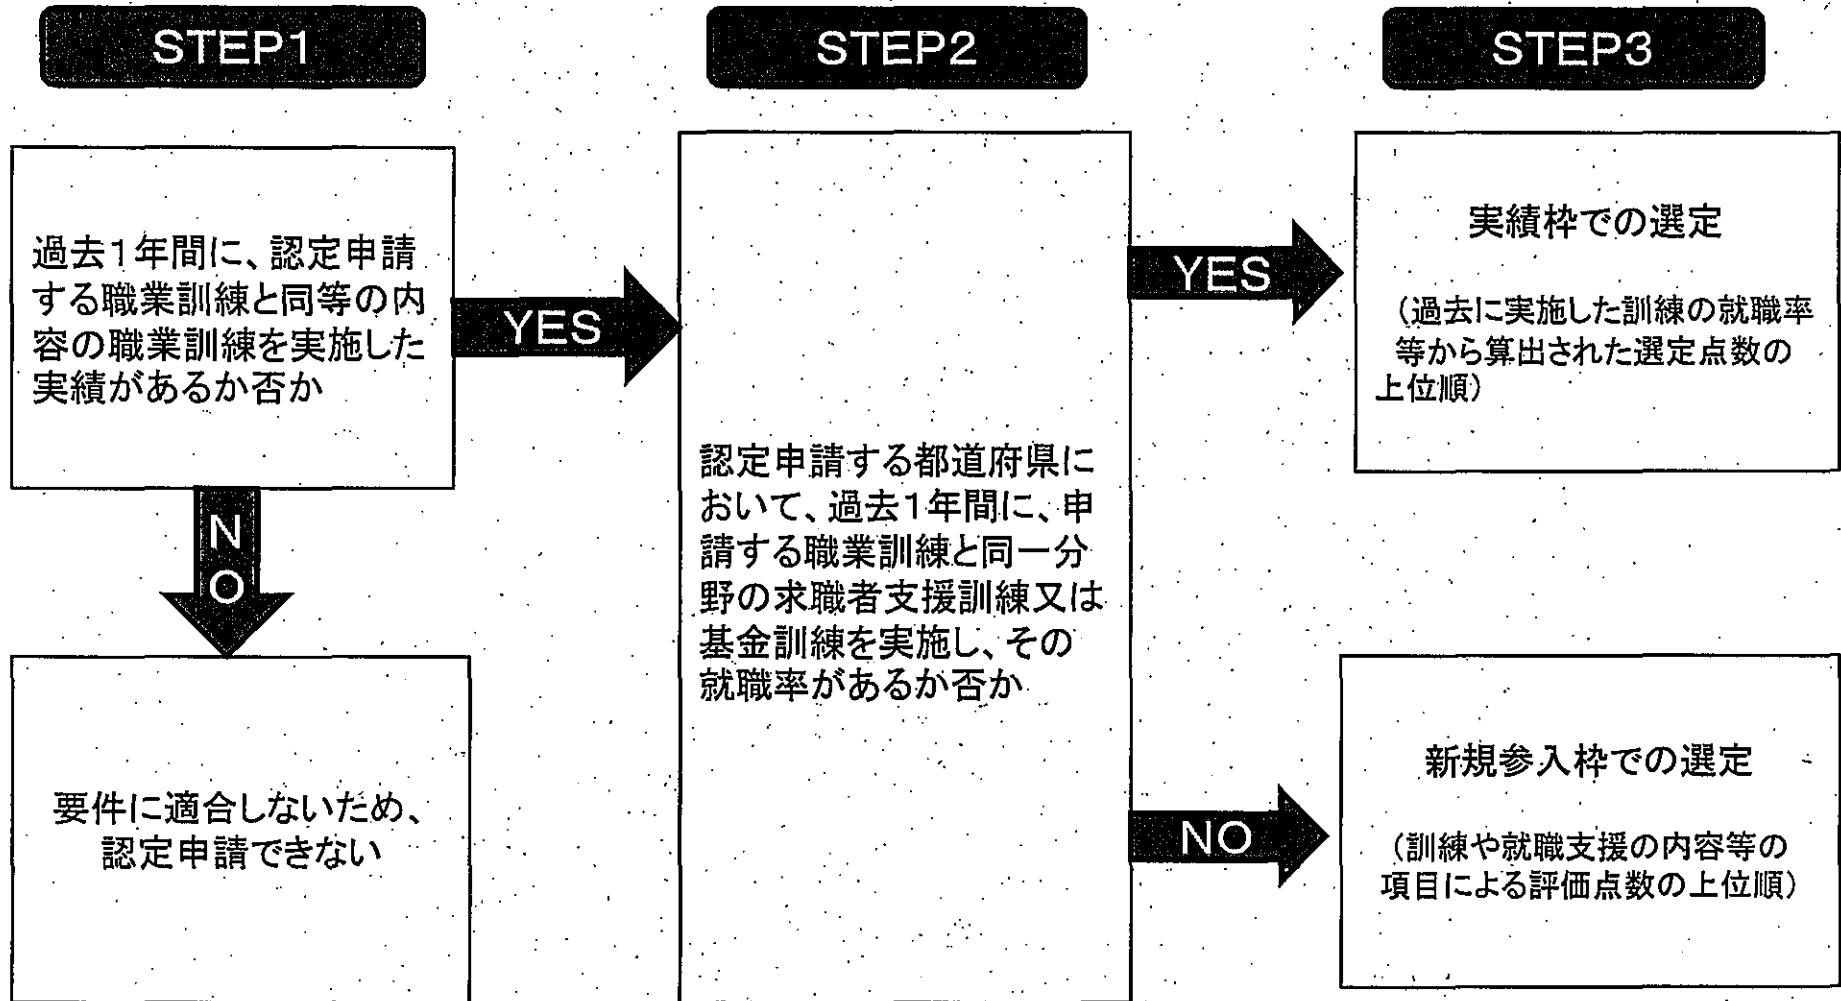 STEP1
過去1年間に、認定申請
する職業訓練と同等の内
容の職業訓練を実施した
実績があるか否か
YES
N
O
要件に適合しないため、
認定申請できない
STEP2
認定申請する都道府県に
おいて、過去1年間に、申
請する職業訓練と同一分
野の求職者支援訓練又は
基金訓練を実施し、その
就職率があるか否か
YES
NO
STEP3
実績枠での選定
（過去に実施した訓練の就職率
等から算出された選定点数の
上位順）
新規参入枠での選定
（訓練や就職支援の内容等の
項目による評価点数の上位順）